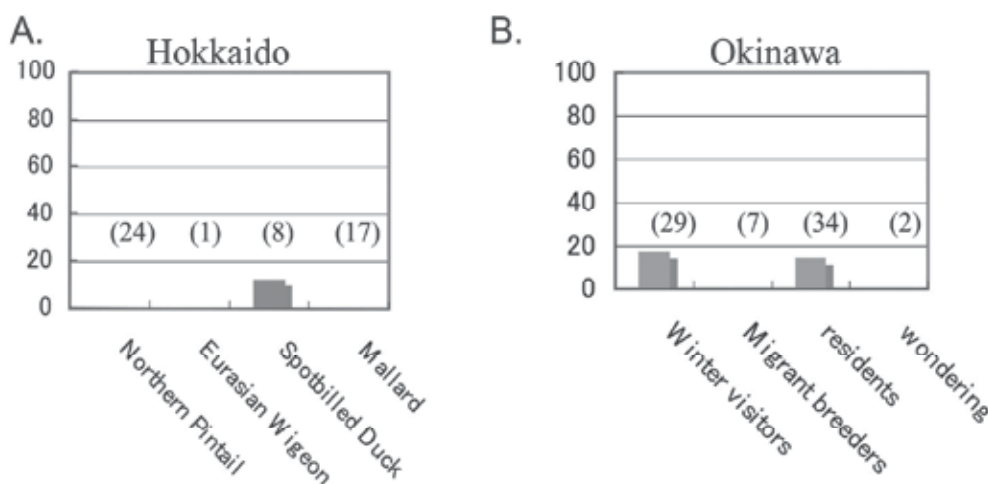 A.
Hokkaido
100
80
60
40
20
0
(24) (1) (8) (17)
Northern Pintail
Eurasian Wigeon
Spotbilled Duck
Mallard
B.
Okinawa
100
80
60
40
20
0
(29) (7) (34) (2)
Winter visitors
Migrant breeders
residents
wondering